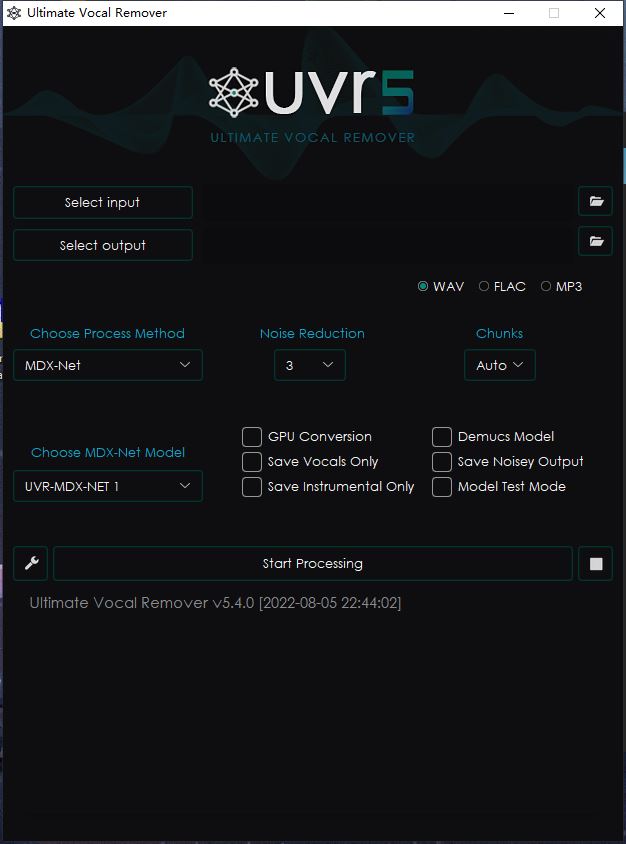 Ultimate Vocal Remover
uvr5
ULTIMATE VOCAL REMOVER
Select input
Select output
WAV FLAC MP3
Choose Process Method Noise Reduction Chunks
MDX-Net 3 Auto
GPU Conversion Demucs Model
Choose MDX-Net Model Save Vocals Only Save Noisey Output
UVR-MDX-NET 1 Save Instrumental Only Model Test Mode
Start Processing
Ultimate Vocal Remover v5.4.0 [2022-08-05 22:44:02]